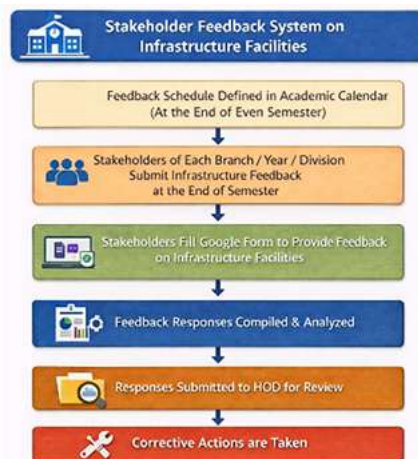 Stakeholder Feedback System on
Infrastructure Facilities
Feedback Schedule Defined in Academic Calendar
(At the End of Even Semester)
Stakeholders of Each Branch / Year / Division
Submit Infrastructure Feedback
at the End of Semester
Stakeholders Fill Google Form to Provide Feedback
on Infrastructure Facilities
Feedback Responses Compiled & Analyzed
Responses Submitted to HOD for Review
Corrective Actions are Taken